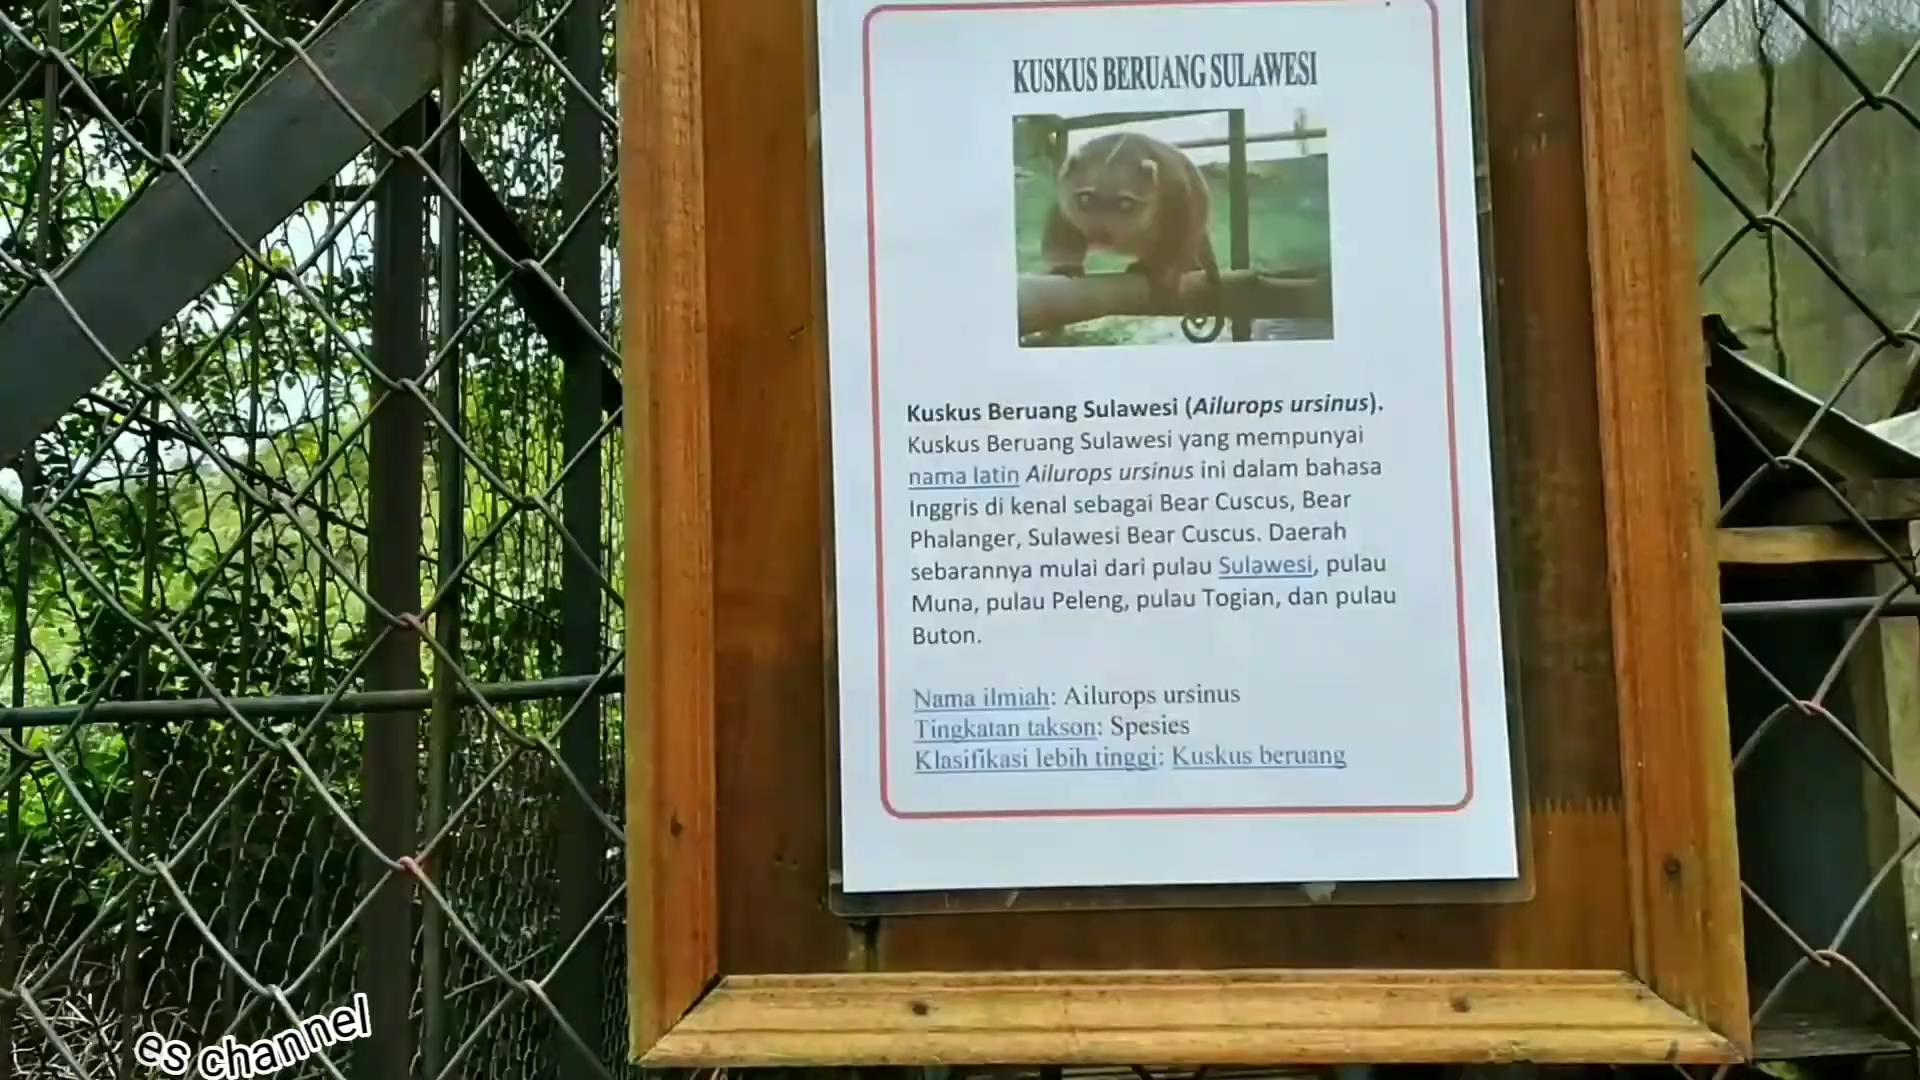 KUSKUS BERUANG SULAWESI
Kuskus Beruang Sulawesi (Ailurops ursinus).
Kuskus Beruang Sulawesi yang mempunyai
nama latin Ailurops ursinus ini dalam bahasa
Inggris di kenal sebagai Bear Cuscus, Bear
Phalanger, Sulawesi Bear Cuscus. Daerah
sebarannya mulai dari pulau Sulawesi, pulau
Muna, pulau Peleng, pulau Togian, dan pulau
Buton.
Nama ilmiah: Ailurops ursinus
Tingkatan takson: Spesies
Klasifikasi lebih tinggi: Kuskus beruang
es channel